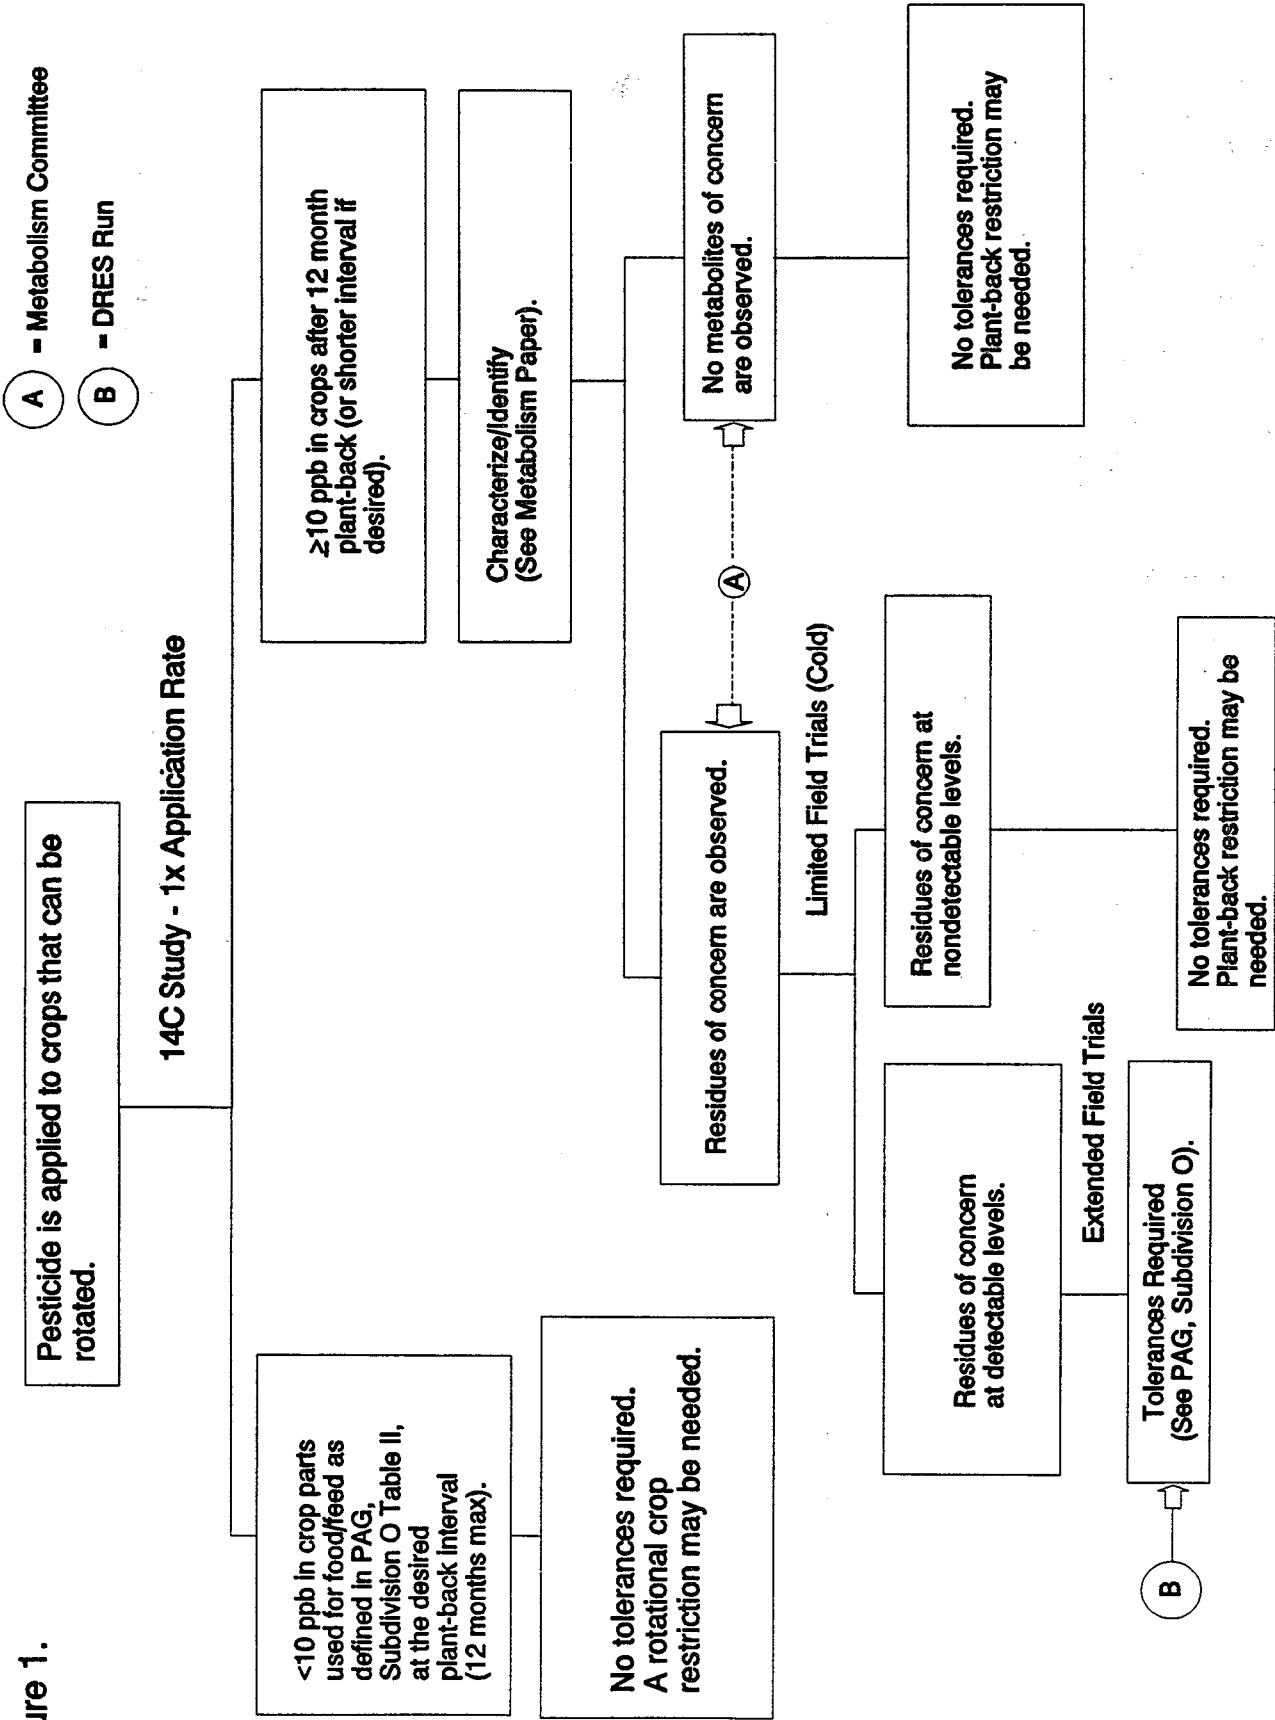 ure 1.
A = Metabolism Committee
B = DRES Run
Pesticide is applied to crops that can be
rotated.
14C Study - 1x Application Rate
<10 ppb in crop parts
used for food/feed as
defined in PAG,
Subdivision O Table II,
at the desired
plant-back interval
(12 months max).
≥10 ppb in crops after 12 month
plant-back (or shorter interval if
desired).
No tolerances required.
A rotational crop
restriction may be needed.
Characterize/Identify
(See Metabolism Paper).
Residues of concern are observed.
A
No metabolites of concern
are observed.
Limited Field Trials (Cold)
Residues of concern
at detectable levels.
Residues of concern at
nondetectable levels.
No tolerances required.
Plant-back restriction may
be needed.
Extended Field Trials
B
Tolerances Required
(See PAG, Subdivision O).
No tolerances required.
Plant-back restriction may be
needed.